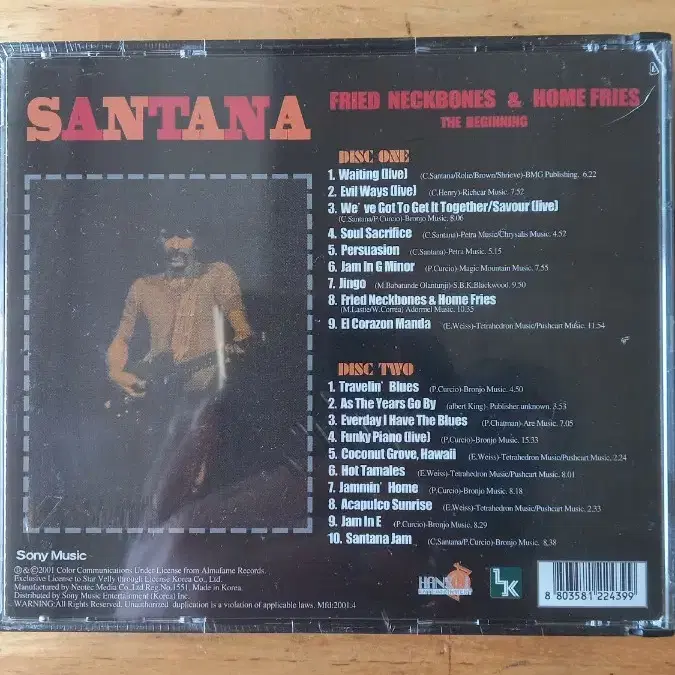 SANTANA
FRIED NECKBONES & HOME FRIES
THE BEGINNING
DISC ONE
1. Waiting (live) (C.Santana/Rolie/Brown/Shrieve)-BMG Publishing. 6.22
2. Evil Ways (live) (C.Henry)-Richcar Music. 7.52
3. We've Got To Get It Together/Savour (live)
(C.Santana/P.Curcio)-Bronjo Music. 8.06
4. Soul Sacrifice (C.Santana)-Petra Music/Chrysalis Music. 4.52
5. Persuasion (C.Santana)-Petra Music. 5.15
6. Jam In G Minor (P.Curcio)-Magic Mountain Music. 7.55
7. Jingo (M.Babatunde Olantunji)-S.B.K.Blackwood. 9.50
8. Fried Neckbones & Home Fries
(M.Lastie/W.Correa) Adormel Music. 10.35
9. El Corazon Manda (E.Weiss)-Tetrahedron Music/Pushcart Music. 11.54
DISC TWO
1. Travelin' Blues (P.Curcio)-Bronjo Music. 4.50
2. As The Years Go By (albert King)- Publisher unknown. 3.53
3. Everday I Have The Blues (P.Chatman)-Arc Music. 7.05
4. Funky Piano (live) (P.Curcio)-Bronjo Music. 15.33
5. Coconut Grove, Hawaii (E.Weiss)-Tetrahedron Music/Pushcart Music. 2.24
6. Hot Tamales (E.Weiss)-Tetrahedron Music/Pushcart Music. 8.01
7. Jammin' Home (P.Curcio)-Bronjo Music. 8.18
8. Acapulco Sunrise (E.Weiss)-Tetrahedron Music/Pushcart Music. 2.33
9. Jam In E (P.Curcio)-Bronjo Music. 8.29
10. Santana Jam (C.Santana/P.Curcio)-Bronjo Music. 8.38
Sony Music
℗&©2001 Color Communications Under License from Almafame Records.
Exclusive License to Star Velly through License Korea Co., Ltd.
Manufactured by Neotec Media Co.,Ltd Reg.No.1551, Made in Korea.
Distributed by Sony Music Entertainment (Korea) Inc.
WARNING:All Rights Reserved. Unauthorized duplication is a violation of applicable laws. Mfd:2001.4
LK
8 803581 224399